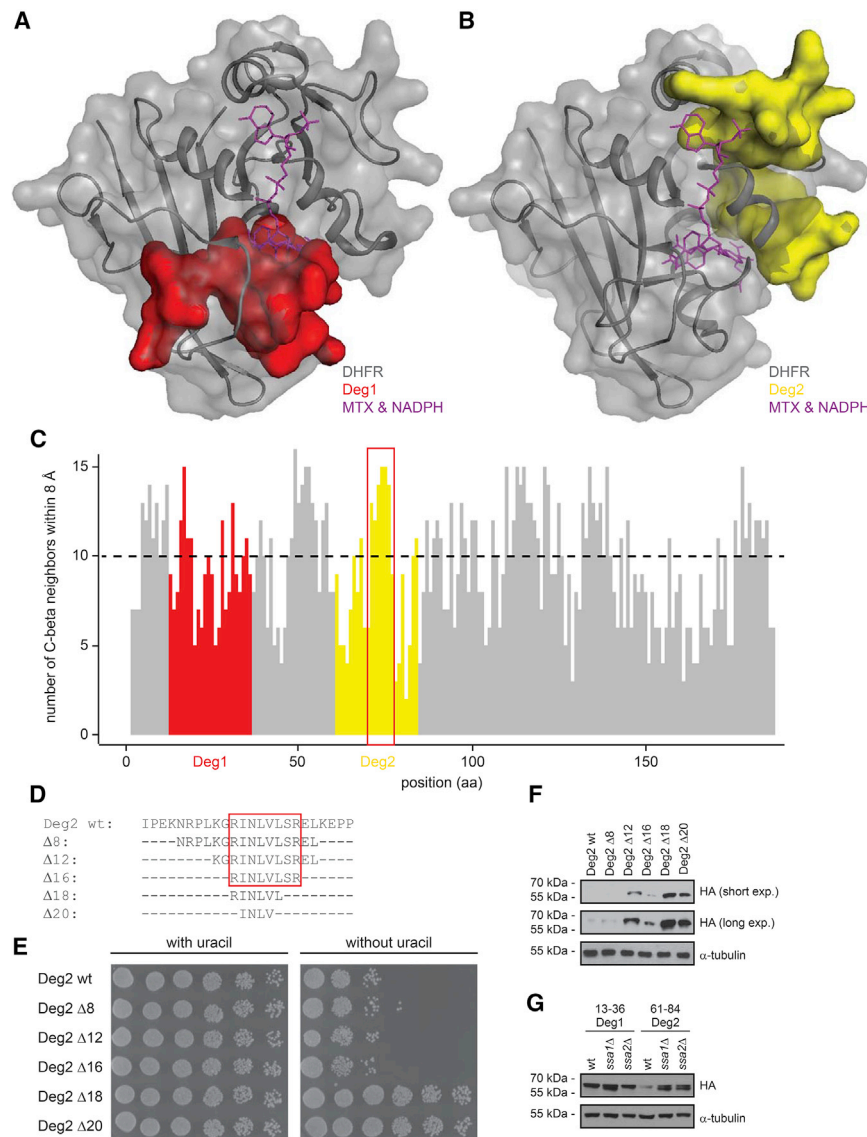 A
B
DHFR
Deg1
MTX & NADPH
DHFR
Deg2
MTX & NADPH
C
number of C-beta neighbors within 8 Å
15
10
5
0
0 50 100 150
Deg1 Deg2
position (aa)
D
Deg2 wt: IPEKNRPLKGRINLVLSRELKEPP
Δ8: ----NRPLKGRINLVLSREL----
Δ12: --------KGRINLVLSREL----
Δ16: ----------RINLVLSR------
Δ18: ----------RINLVL--------
Δ20: -----------INLV---------
E
with uracil without uracil
Deg2 wt
Deg2 Δ8
Deg2 Δ12
Deg2 Δ16
Deg2 Δ18
Deg2 Δ20
F
Deg2 wt
Deg2 Δ8
Deg2 Δ12
Deg2 Δ16
Deg2 Δ18
Deg2 Δ20
70 kDa -
55 kDa - HA (short exp.)
70 kDa -
55 kDa - HA (long exp.)
55 kDa - α-tubulin
G
13-36 61-84
Deg1 Deg2
wt ssa1Δ ssa2Δ wt ssa1Δ ssa2Δ
70 kDa -
55 kDa - HA
55 kDa - α-tubulin